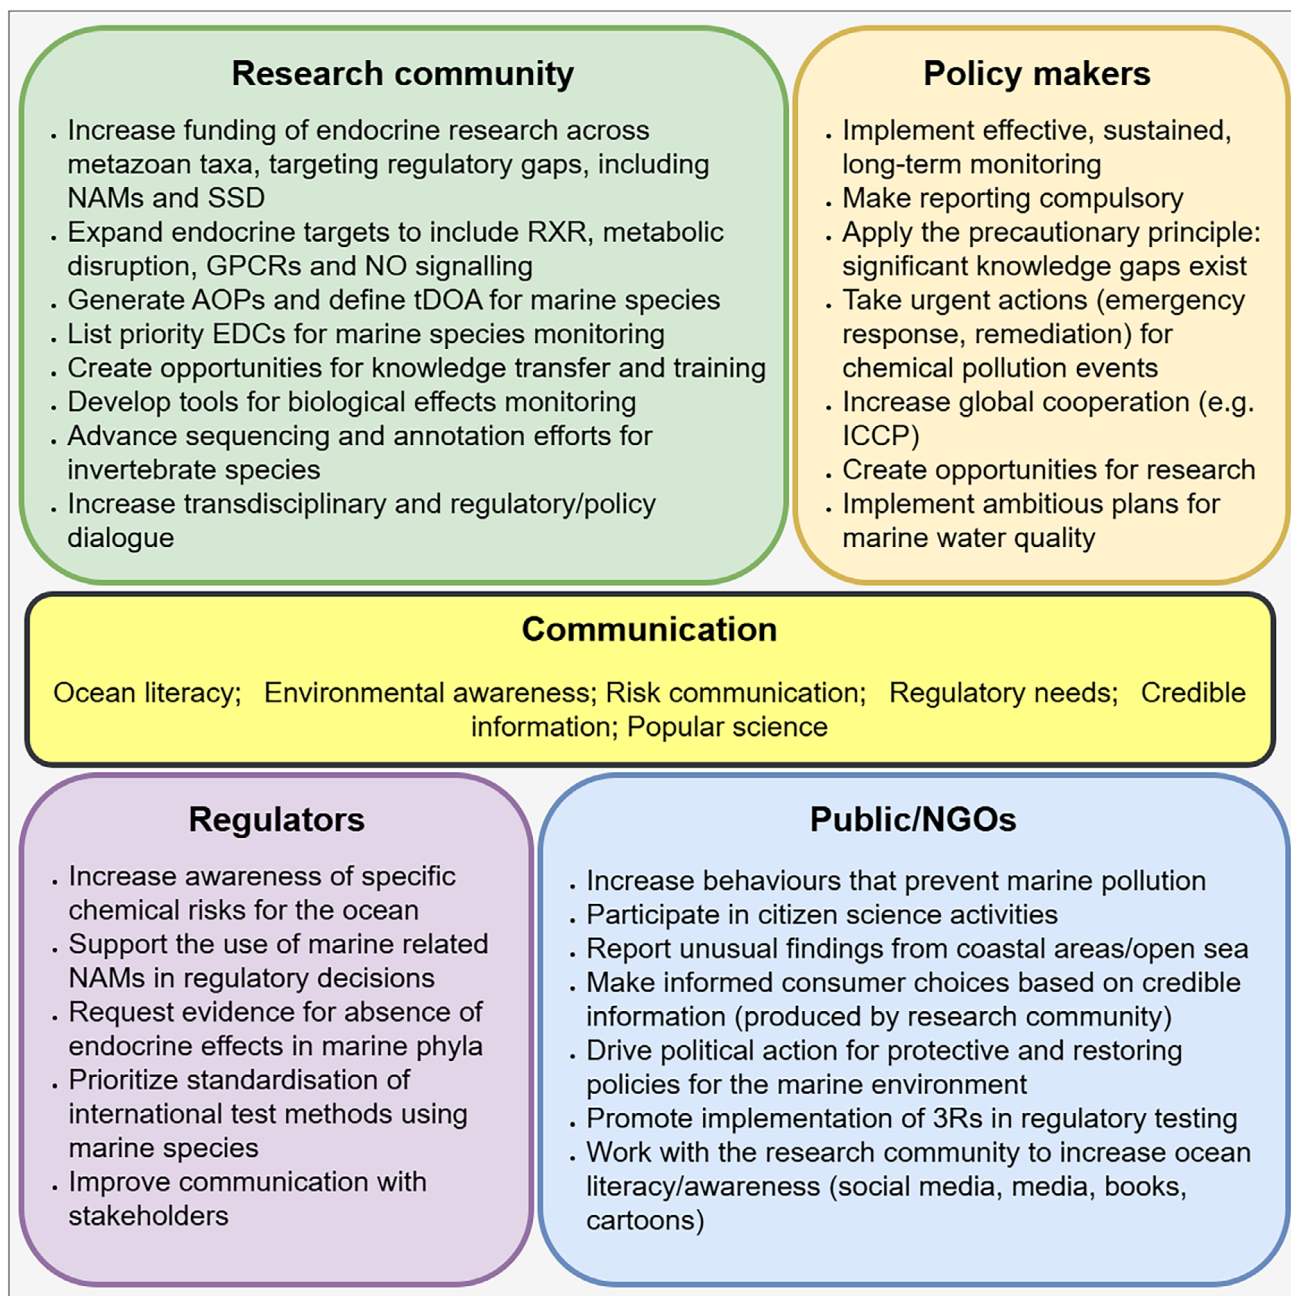 Research community
• Increase funding of endocrine research across
metazoan taxa, targeting regulatory gaps, including
NAMs and SSD
• Expand endocrine targets to include RXR, metabolic
disruption, GPCRs and NO signalling
• Generate AOPs and define tDOA for marine species
• List priority EDCs for marine species monitoring
• Create opportunities for knowledge transfer and training
• Develop tools for biological effects monitoring
• Advance sequencing and annotation efforts for
invertebrate species
• Increase transdisciplinary and regulatory/policy
dialogue
Policy makers
• Implement effective, sustained,
long-term monitoring
• Make reporting compulsory
• Apply the precautionary principle:
significant knowledge gaps exist
• Take urgent actions (emergency
response, remediation) for
chemical pollution events
• Increase global cooperation (e.g.
ICCP)
• Create opportunities for research
• Implement ambitious plans for
marine water quality
Communication
Ocean literacy; Environmental awareness; Risk communication; Regulatory needs; Credible
information; Popular science
Regulators
• Increase awareness of specific
chemical risks for the ocean
• Support the use of marine related
NAMs in regulatory decisions
• Request evidence for absence of
endocrine effects in marine phyla
• Prioritize standardisation of
international test methods using
marine species
• Improve communication with
stakeholders
Public/NGOs
• Increase behaviours that prevent marine pollution
• Participate in citizen science activities
• Report unusual findings from coastal areas/open sea
• Make informed consumer choices based on credible
information (produced by research community)
• Drive political action for protective and restoring
policies for the marine environment
• Promote implementation of 3Rs in regulatory testing
• Work with the research community to increase ocean
literacy/awareness (social media, media, books,
cartoons)